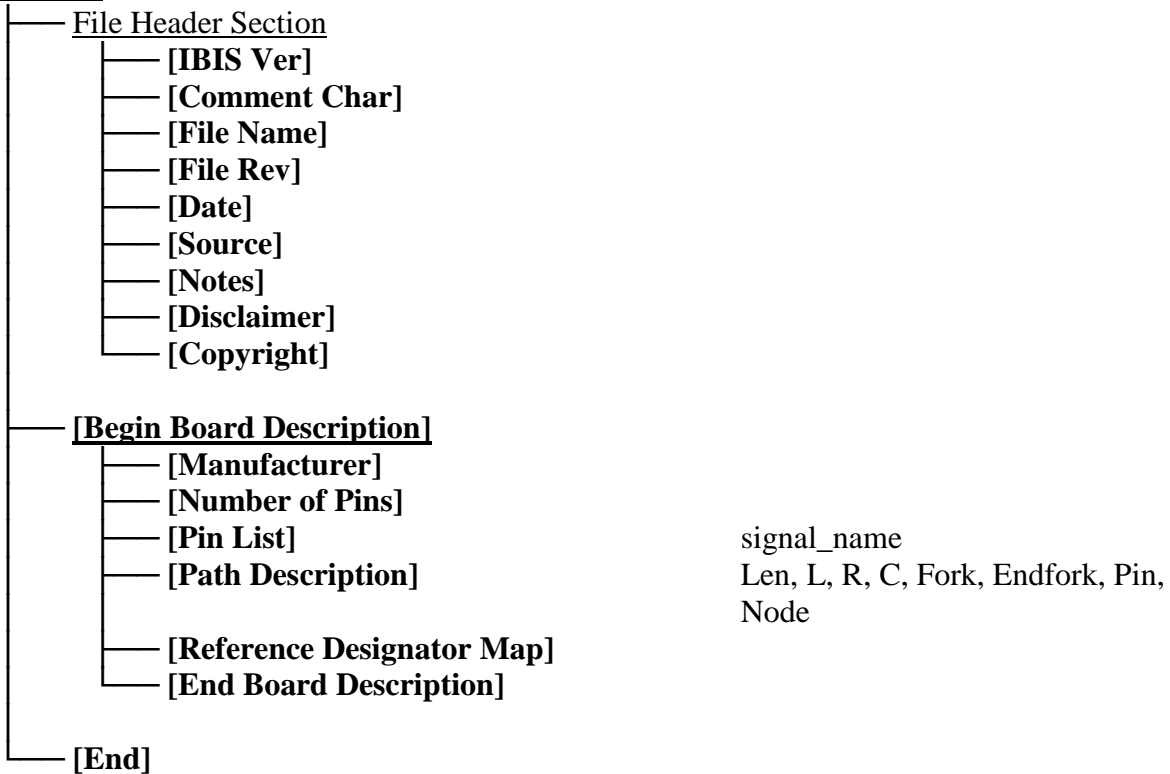 File Header Section
[IBIS Ver]
[Comment Char]
[File Name]
[File Rev]
[Date]
[Source]
[Notes]
[Disclaimer]
[Copyright]
[Begin Board Description]
[Manufacturer]
[Number of Pins]
[Pin List] signal_name
[Path Description] Len, L, R, C, Fork, Endfork, Pin,
Node
[Reference Designator Map]
[End Board Description]
[End]